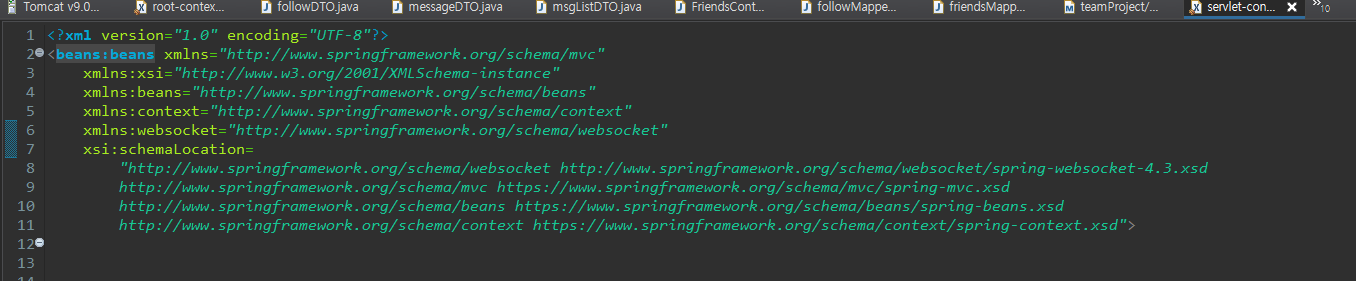 Tomcat v9.0... root-contex... followDTO.java messageDTO.java msgListDTO.java FriendsCont... followMappe... friendsMapp... teamProject/... servlet-con... »10
1 <?xml version="1.0" encoding="UTF-8"?>
2 <beans:beans xmlns="http://www.springframework.org/schema/mvc"
3 xmlns:xsi="http://www.w3.org/2001/XMLSchema-instance"
4 xmlns:beans="http://www.springframework.org/schema/beans"
5 xmlns:context="http://www.springframework.org/schema/context"
6 xmlns:websocket="http://www.springframework.org/schema/websocket"
7 xsi:schemaLocation=
8 "http://www.springframework.org/schema/websocket http://www.springframework.org/schema/websocket/spring-websocket-4.3.xsd
9 http://www.springframework.org/schema/mvc https://www.springframework.org/schema/mvc/spring-mvc.xsd
10 http://www.springframework.org/schema/beans https://www.springframework.org/schema/beans/spring-beans.xsd
11 http://www.springframework.org/schema/context https://www.springframework.org/schema/context/spring-context.xsd">
12
13
14